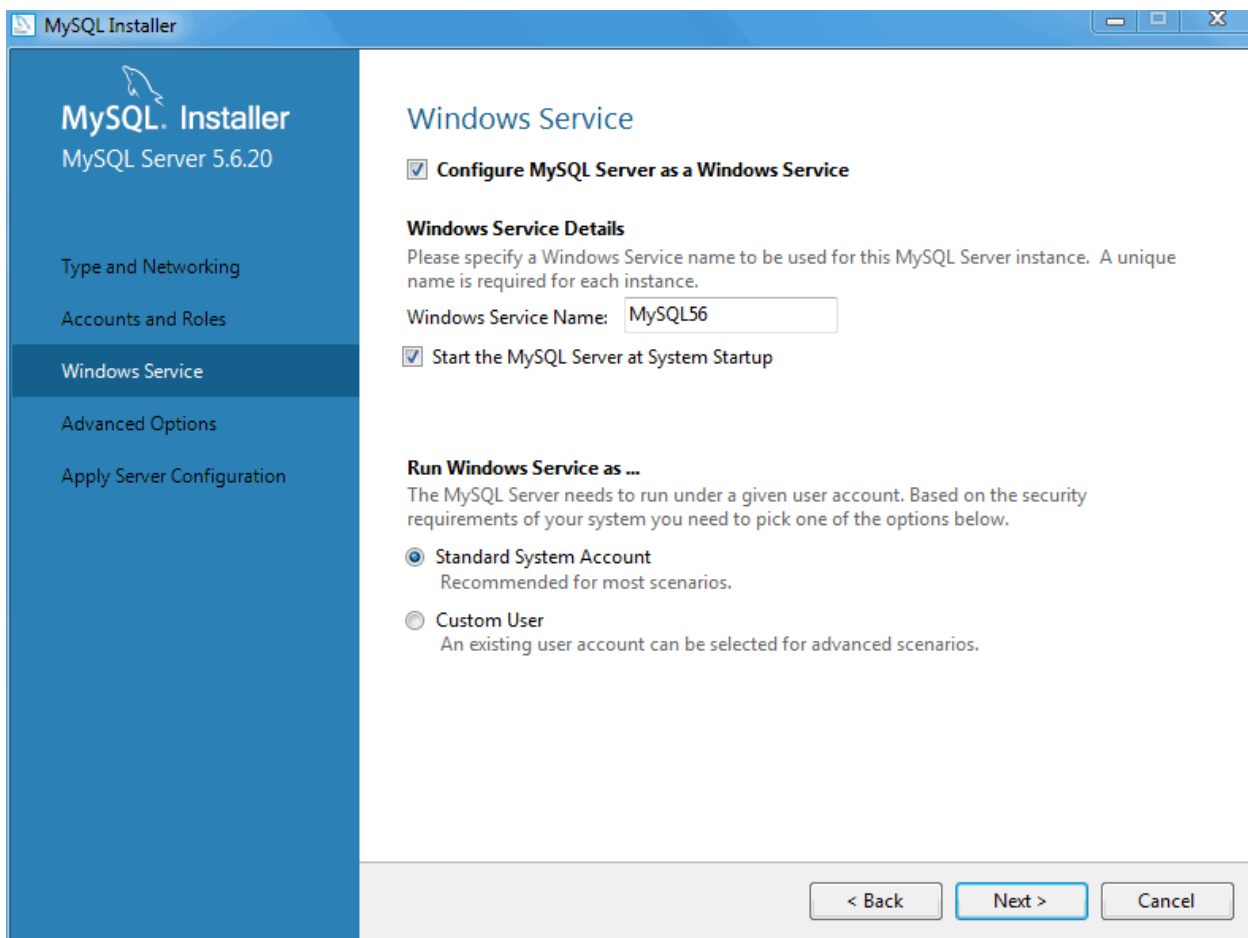 MySQL Installer
MySQL. Installer
MySQL Server 5.6.20
Type and Networking
Accounts and Roles
Windows Service
Advanced Options
Apply Server Configuration
Windows Service
Configure MySQL Server as a Windows Service
Windows Service Details
Please specify a Windows Service name to be used for this MySQL Server instance. A unique
name is required for each instance.
Windows Service Name: MySQL56
Start the MySQL Server at System Startup
Run Windows Service as ...
The MySQL Server needs to run under a given user account. Based on the security
requirements of your system you need to pick one of the options below.
Standard System Account
Recommended for most scenarios.
Custom User
An existing user account can be selected for advanced scenarios.
< Back Next > Cancel